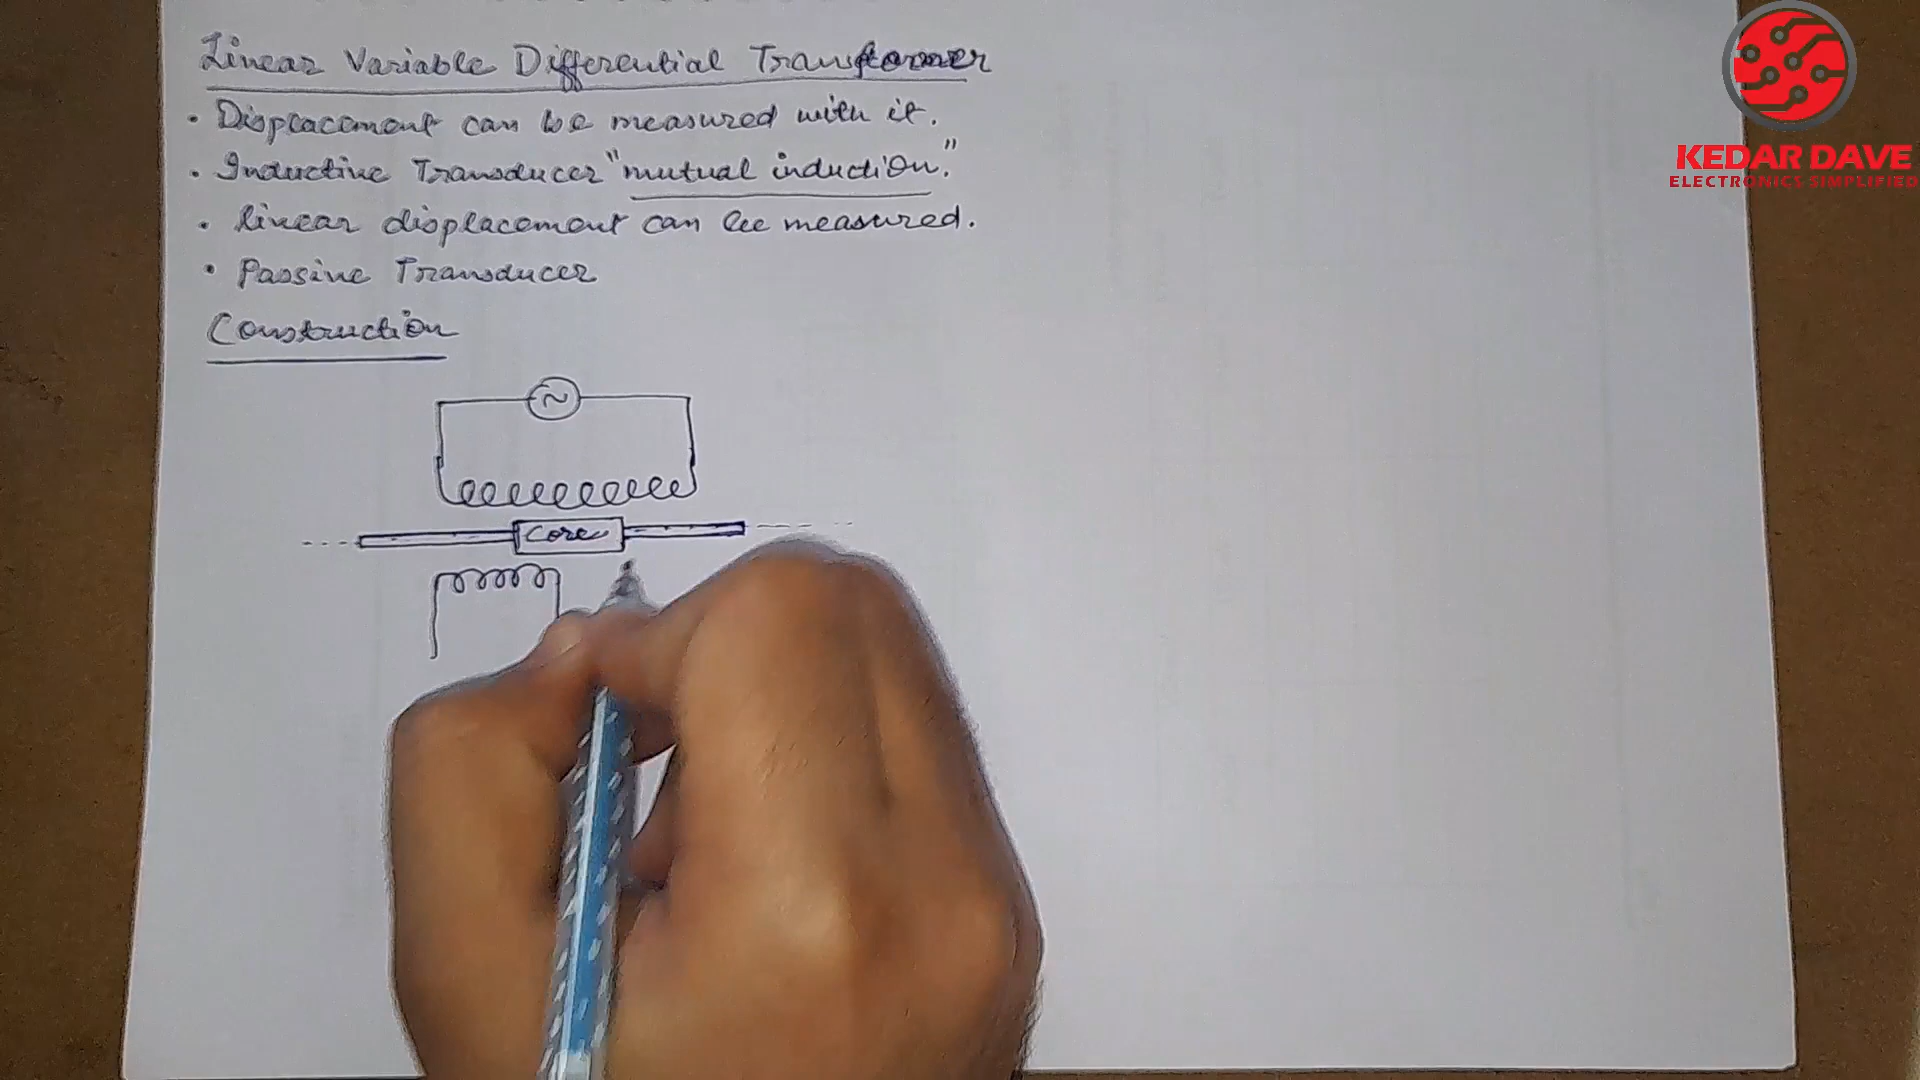 Linear Variable Differential Transformer
• Displacement can be measured with it.
• Inductive Transducer "mutual induction."
• linear displacement can be measured.
• Passive Transducer
Construction
Core
KEDAR DAVE
ELECTRONICS SIMPLIFIED